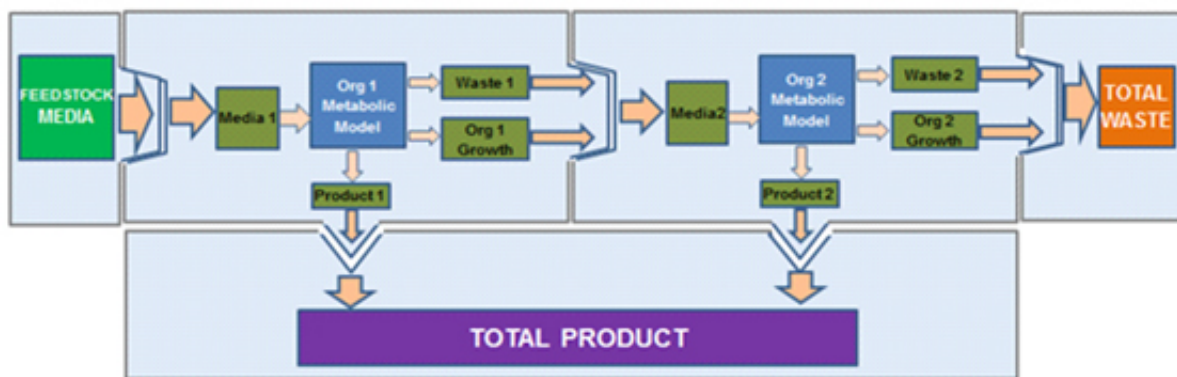 FEEDSTOCK
MEDIA
Media 1
Org 1
Metabolic
Model
Waste 1
Org 1
Growth
Product 1
Media2
Org 2
Metabolic
Model
Waste 2
Org 2
Growth
Product 2
TOTAL
WASTE
TOTAL PRODUCT